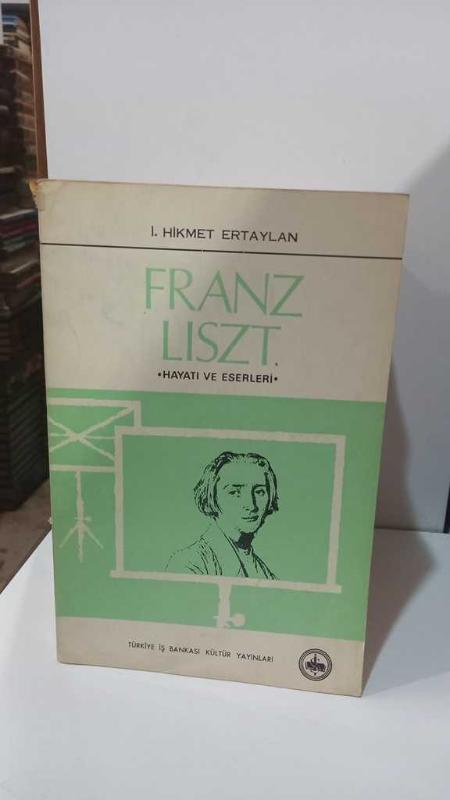 İ. HİKMET ERTAYLAN
FRANZ
LISZT
•HAYATI VE ESERLERİ•
TÜRKİYE İŞ BANKASI KÜLTÜR YAYINLARI